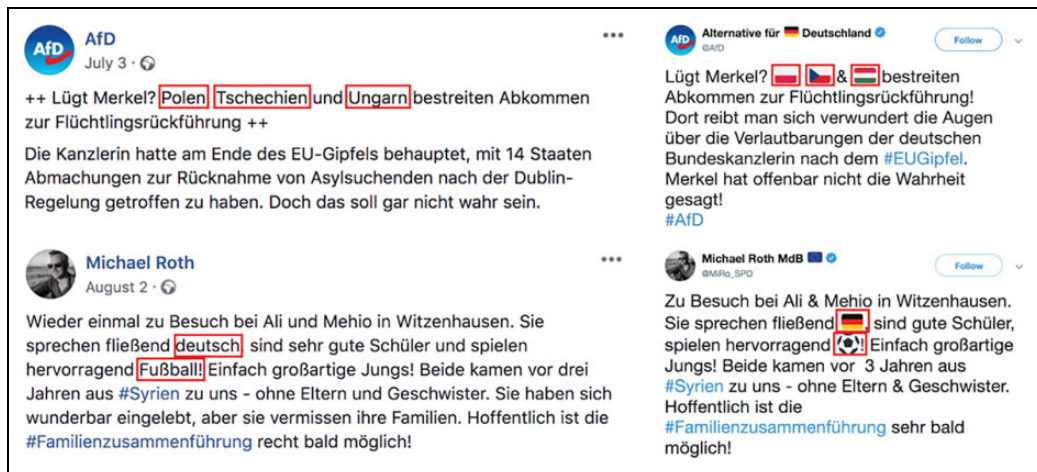 AfD
AfD
July 3
++ Lügt Merkel? Polen Tschechien und Ungarn bestreiten Abkommen
zur Flüchtlingsrückführung ++
Die Kanzlerin hatte am Ende des EU-Gipfels behauptet, mit 14 Staaten
Abmachungen zur Rücknahme von Asylsuchenden nach der Dublin-
Regelung getroffen zu haben. Doch das soll gar nicht wahr sein.
AfD
Alternative für 🇩🇪 Deutschland
@AfD
Follow
Lügt Merkel? 🇵🇱 🇨🇿 & 🇭🇺 bestreiten
Abkommen zur Flüchtlingsrückführung!
Dort reibt man sich verwundert die Augen
über die Verlautbarungen der deutschen
Bundeskanzlerin nach dem #EUGipfel.
Merkel hat offenbar nicht die Wahrheit
gesagt!
#AfD
Michael Roth
August 2
Wieder einmal zu Besuch bei Ali und Mehio in Witzenhausen. Sie
sprechen fließend deutsch, sind sehr gute Schüler und spielen
hervorragend Fußball! Einfach großartige Jungs! Beide kamen vor drei
Jahren aus #Syrien zu uns - ohne Eltern und Geschwister. Sie haben sich
wunderbar eingelebt, aber sie vermissen ihre Familien. Hoffentlich ist die
#Familienzusammenführung recht bald möglich!
Michael Roth MdB 🇪🇺
@MiRo_SPD
Follow
Zu Besuch bei Ali & Mehio in Witzenhausen.
Sie sprechen fließend 🇩🇪, sind gute Schüler,
spielen hervorragend ⚽! Einfach großartige
Jungs! Beide kamen vor 3 Jahren aus
#Syrien zu uns - ohne Eltern & Geschwister.
Hoffentlich ist die
#Familienzusammenführung sehr bald
möglich!